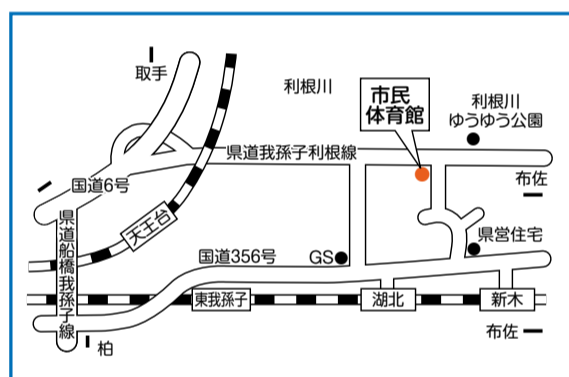 取手
利根川
市民
体育館
利根川
ゆうゆう公園
県道我孫子利根線
国道6号
布佐
天王台
県道船橋我孫子線
国道356号
GS
県営住宅
東我孫子
湖北
新木
柏
布佐